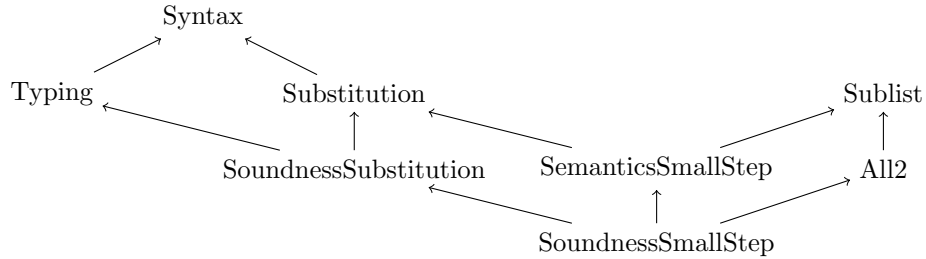 Syntax
Typing
Substitution
Sublist
SoundnessSubstitution
SemanticsSmallStep
All2
SoundnessSmallStep